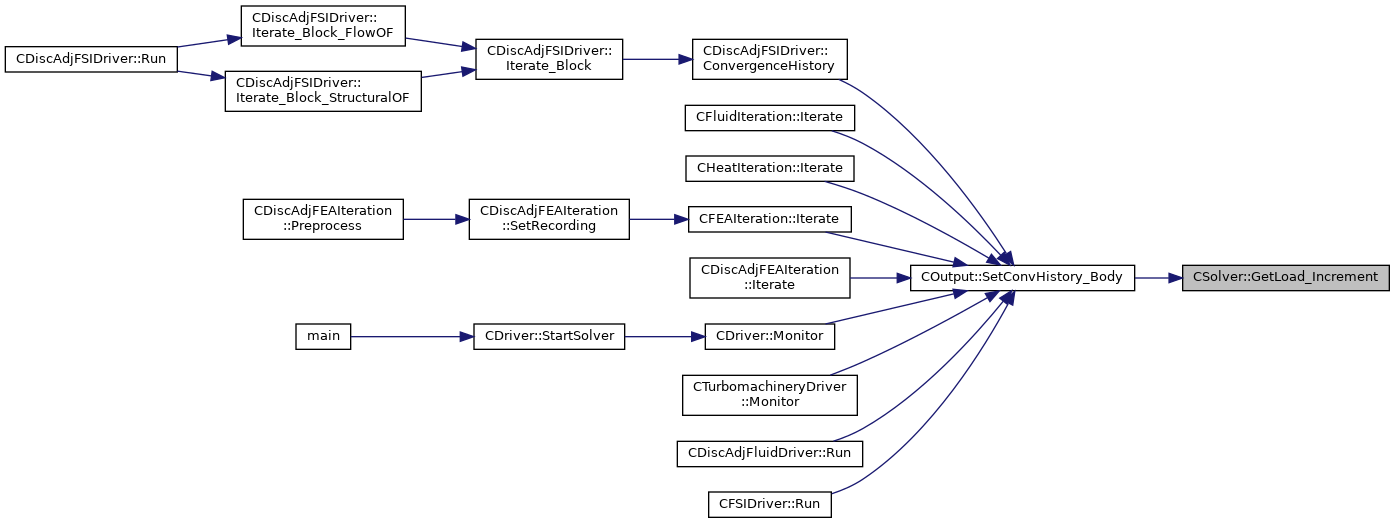 CDiscAdjFSIDriver::Run
CDiscAdjFSIDriver::
Iterate_Block_FlowOF
CDiscAdjFSIDriver::
Iterate_Block_StructuralOF
CDiscAdjFSIDriver::
Iterate_Block
CDiscAdjFSIDriver::
ConvergenceHistory
CFluidIteration::Iterate
CHeatIteration::Iterate
CDiscAdjFEAIteration
::Preprocess
CDiscAdjFEAIteration
::SetRecording
CFEAIteration::Iterate
CDiscAdjFEAIteration
::Iterate
COutput::SetConvHistory_Body
CSolver::GetLoad_Increment
main
CDriver::StartSolver
CDriver::Monitor
CTurbomachineryDriver
::Monitor
CDiscAdjFluidDriver::Run
CFSIDriver::Run